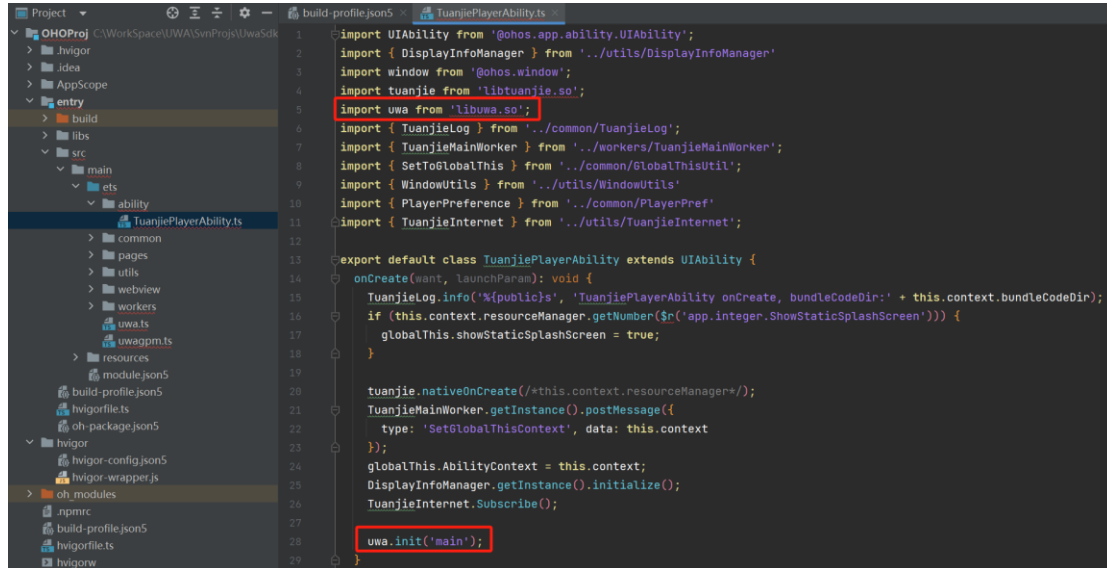 Project
build-profile.json5
TuanjiePlayerAbility.ts
OHOProj C:\WorkSpace\UWA\SvnProjs\UwaSdk
.hvigor
.idea
AppScope
entry
build
libs
src
main
ets
ability
TuanjiePlayerAbility.ts
common
pages
utils
webview
workers
uwa.ts
uwagpm.ts
resources
module.json5
build-profile.json5
hvigorfile.ts
oh-package.json5
hvigor
hvigor-config.json5
hvigor-wrapper.js
oh_modules
.npmrc
build-profile.json5
hvigorfile.ts
hvigorw
1 import UIAbility from '@ohos.app.ability.UIAbility';
2 import { DisplayInfoManager } from '../utils/DisplayInfoManager'
3 import window from '@ohos.window';
4 import tuanjie from 'libtuanjie.so';
5 import uwa from 'libuwa.so';
6 import { TuanjieLog } from '../common/TuanjieLog';
7 import { TuanjieMainWorker } from '../workers/TuanjieMainWorker';
8 import { SetToGlobalThis } from '../common/GlobalThisUtil';
9 import { WindowUtils } from '../utils/WindowUtils'
10 import { PlayerPreference } from '../common/PlayerPref'
11 import { TuanjieInternet } from '../utils/TuanjieInternet';
12
13 export default class TuanjiePlayerAbility extends UIAbility {
14 onCreate(want, launchParam): void {
15 TuanjieLog.info('%{public}s', 'TuanjiePlayerAbility onCreate, bundleCodeDir:' + this.context.bundleCodeDir);
16 if (this.context.resourceManager.getNumber($r('app.integer.ShowStaticSplashScreen'))) {
17 globalThis.showStaticSplashScreen = true;
18 }
19
20 tuanjie.nativeOnCreate(/*this.context.resourceManager*/);
21 TuanjieMainWorker.getInstance().postMessage({
22 type: 'SetGlobalThisContext', data: this.context
23 });
24 globalThis.AbilityContext = this.context;
25 DisplayInfoManager.getInstance().initialize();
26 TuanjieInternet.Subscribe();
27
28 uwa.init('main');
29 }